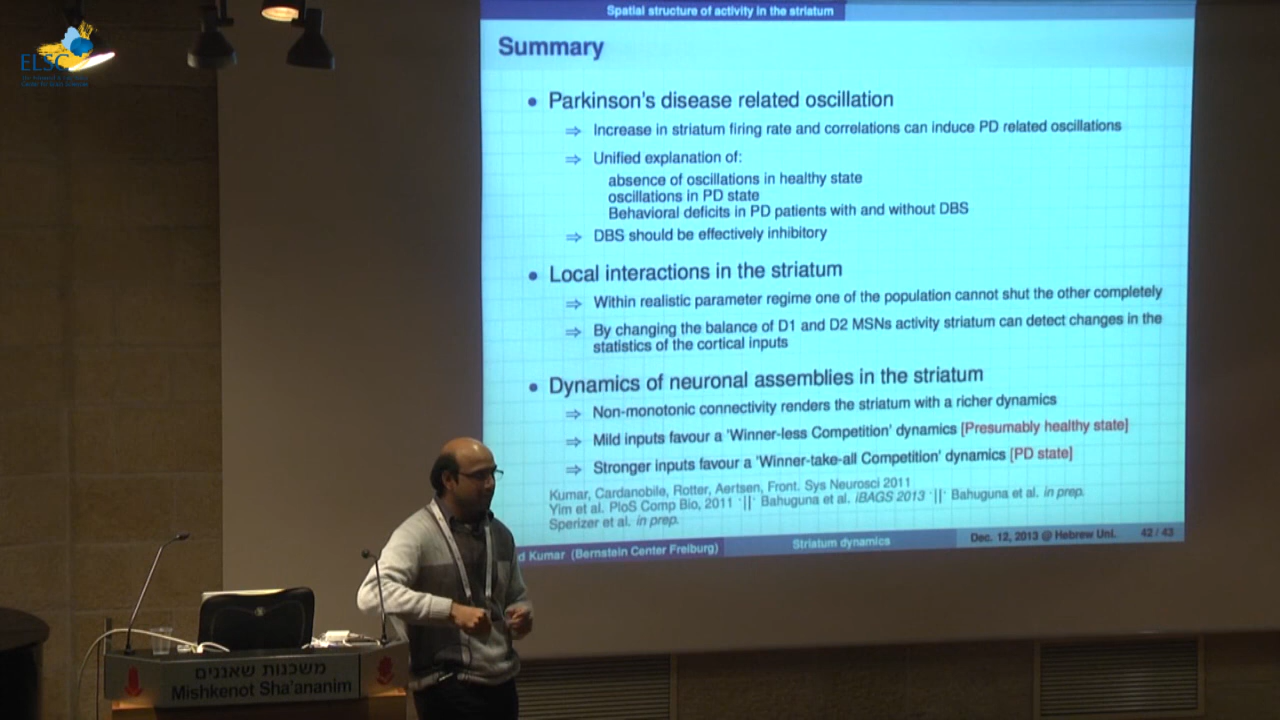 ELSC
Spatial structure of activity in the striatum
Summary
• Parkinson's disease related oscillation
⇒ Increase in striatum firing rate and correlations can induce PD related oscillations
⇒ Unified explanation of:
absence of oscillations in healthy state
oscillations in PD state
Behavioral deficits in PD patients with and without DBS
⇒ DBS should be effectively inhibitory
• Local interactions in the striatum
⇒ Within realistic parameter regime one of the population cannot shut the other completely
⇒ By changing the balance of D1 and D2 MSNs activity striatum can detect changes in the
statistics of the cortical inputs
• Dynamics of neuronal assemblies in the striatum
⇒ Non-monotonic connectivity renders the striatum with a richer dynamics
⇒ Mild inputs favour a 'Winner-less Competition' dynamics [Presumably healthy state]
⇒ Stronger inputs favour a 'Winner-take-all Competition' dynamics [PD state]
Kumar, Cardanobile, Rotter, Aertsen, Front. Sys Neurosci 2011
Yim et al. PloS Comp Bio, 2011 '||' Bahuguna et al. iBAGS 2013 '||' Bahuguna et al. in prep.
Sperizer et al. in prep.
d Kumar (Bernstein Center Freiburg) Striatum dynamics Dec. 12, 2013 @ Hebrew Uni. 42 / 43
משכנות שאננים
Mishkenot Sha'ananim